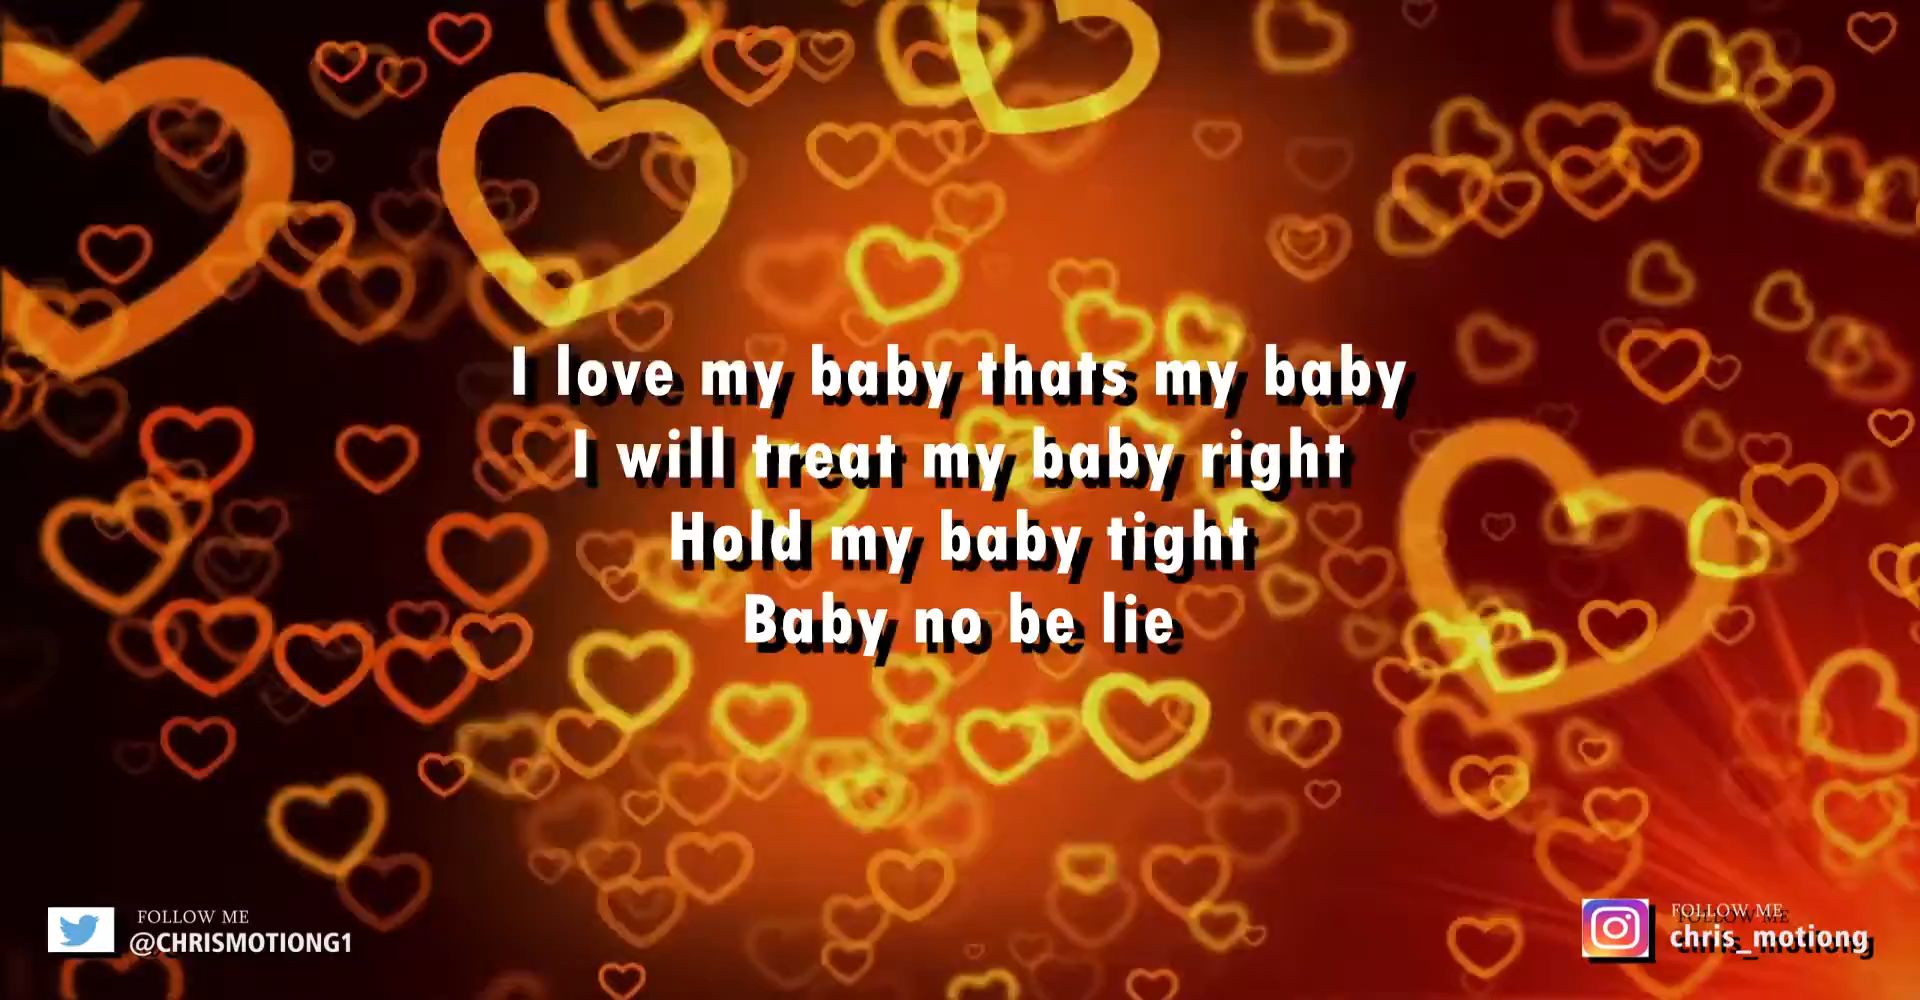 I love my baby thats my baby
I will treat my baby right
Hold my baby tight
Baby no be lie
FOLLOW ME
@CHRISMOTIONG1
FOLLOW ME
chris_motiong